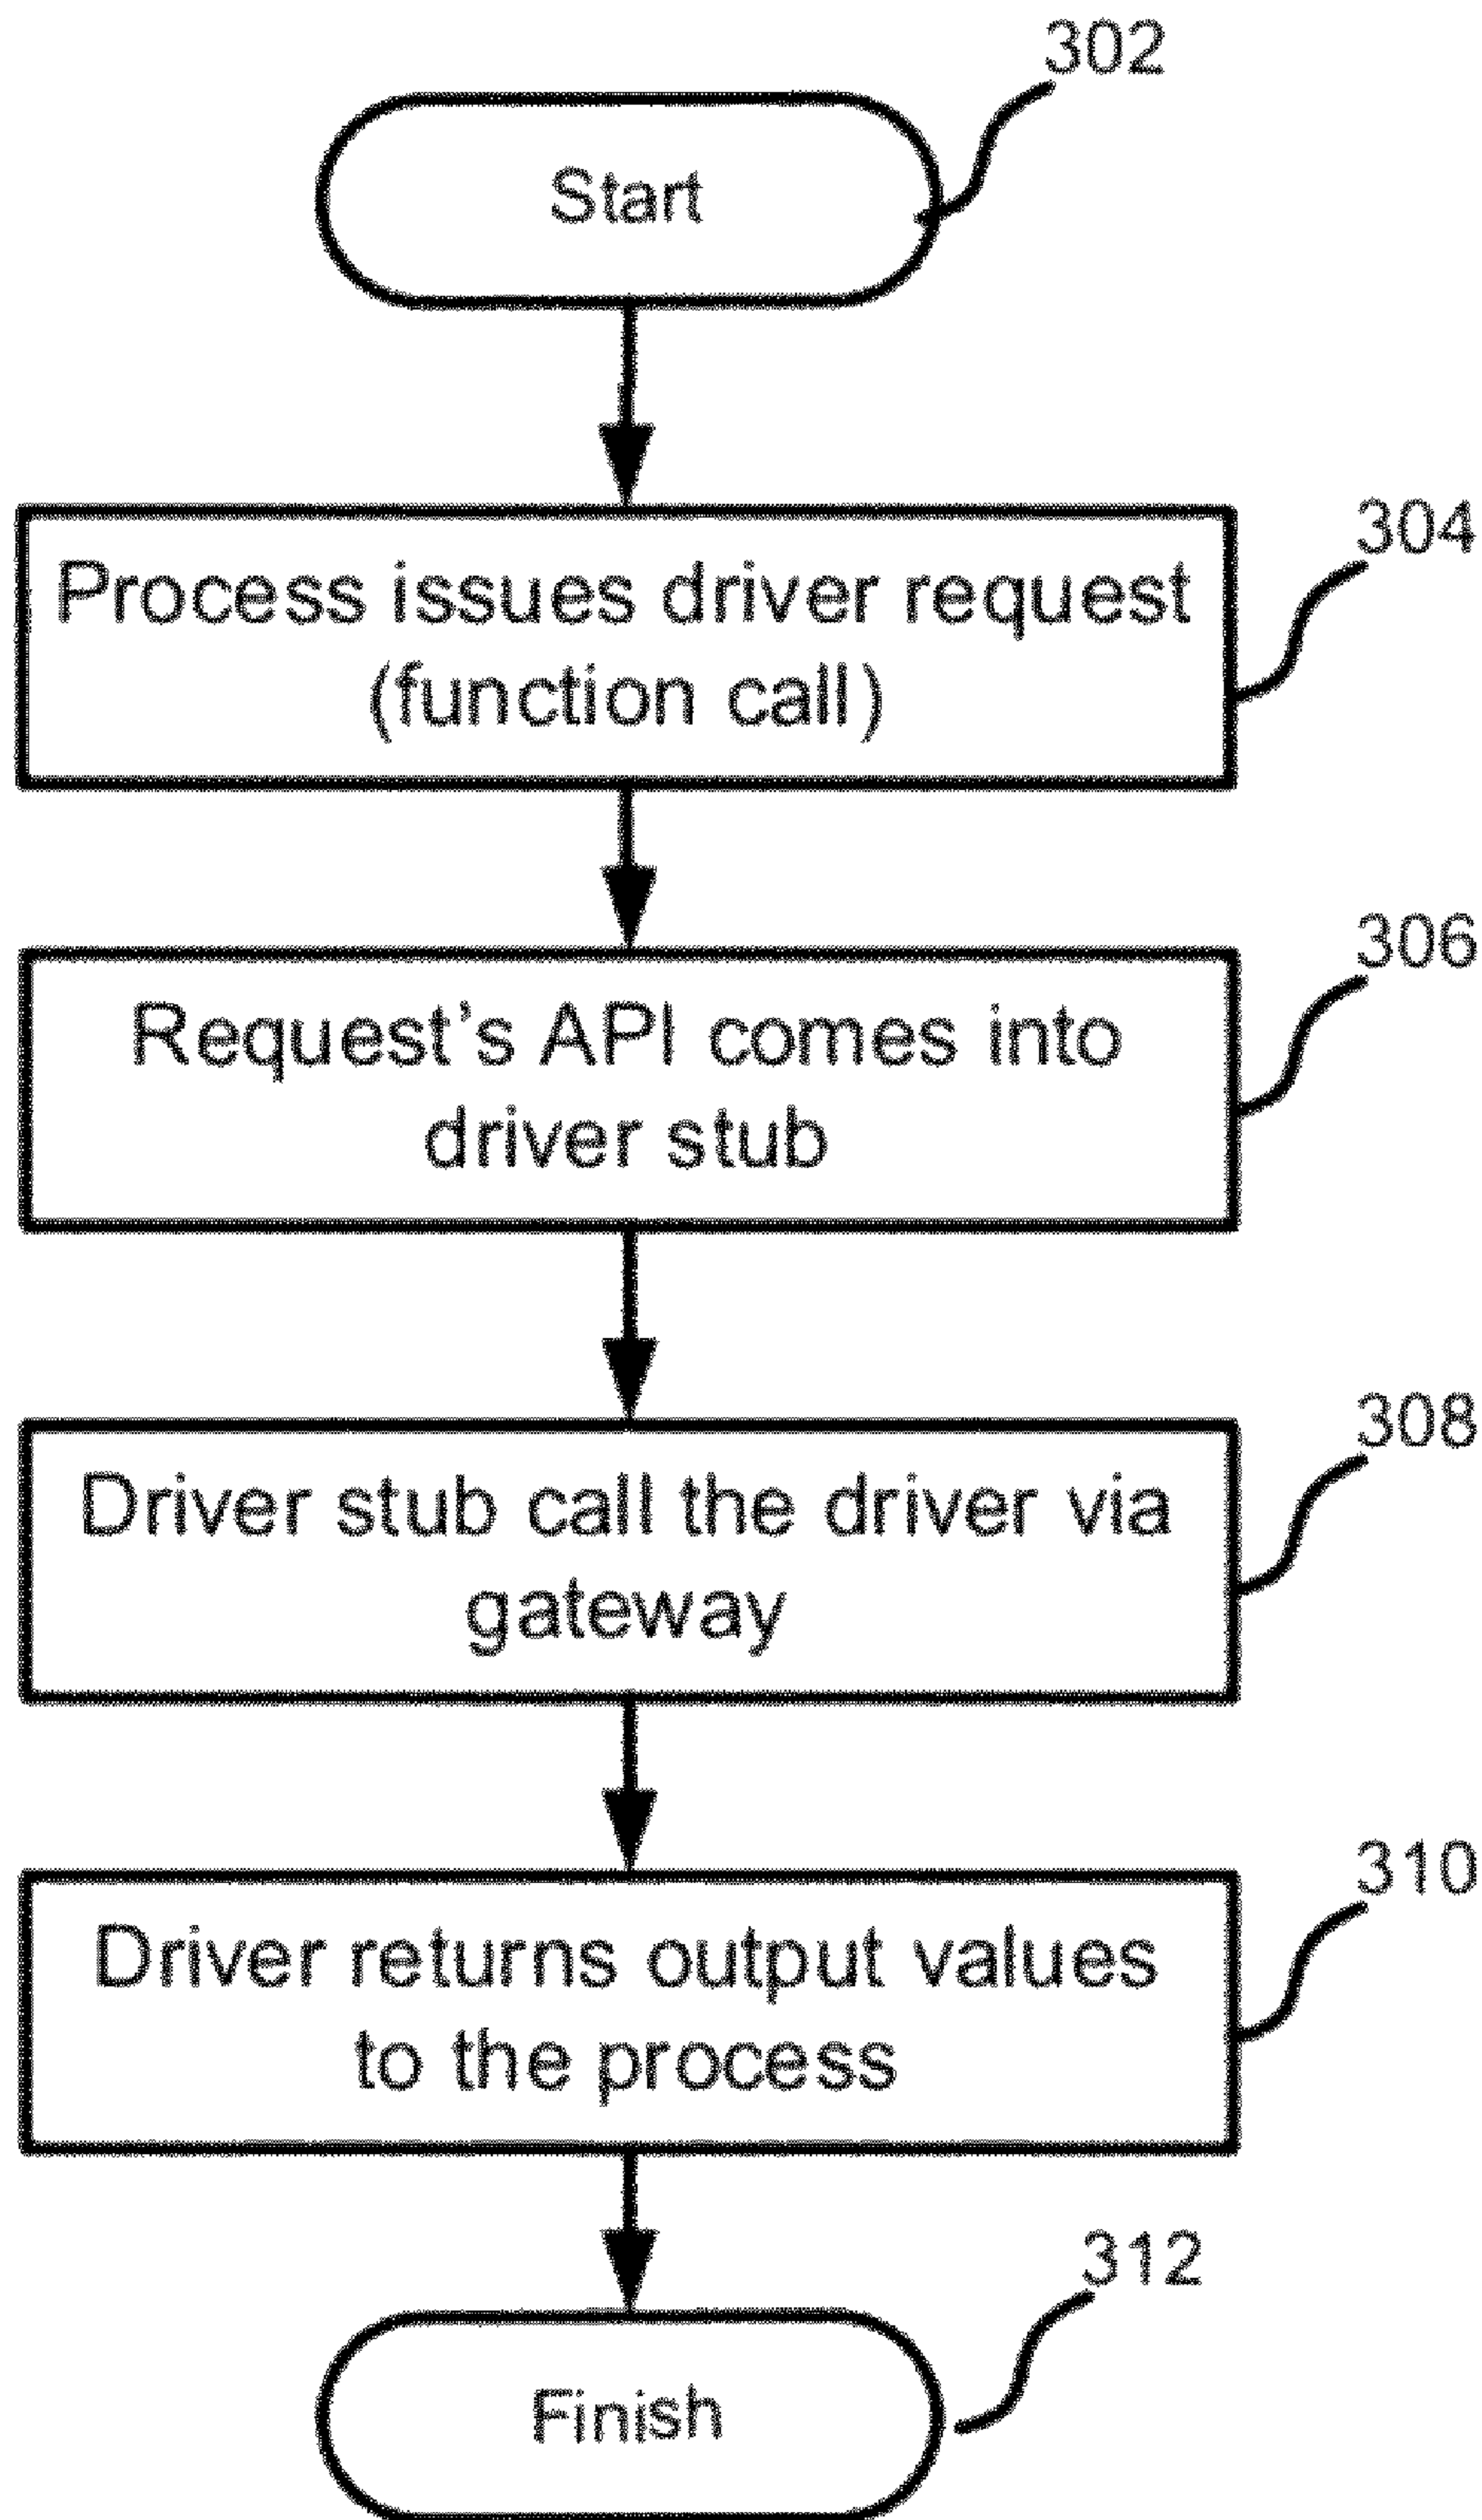 302
Start
304
Process issues driver request
(function call)
306
Request’s API comes into
driver stub
308
Driver stub call the driver via
gateway
310
Driver returns output values
to the process
312
Finish